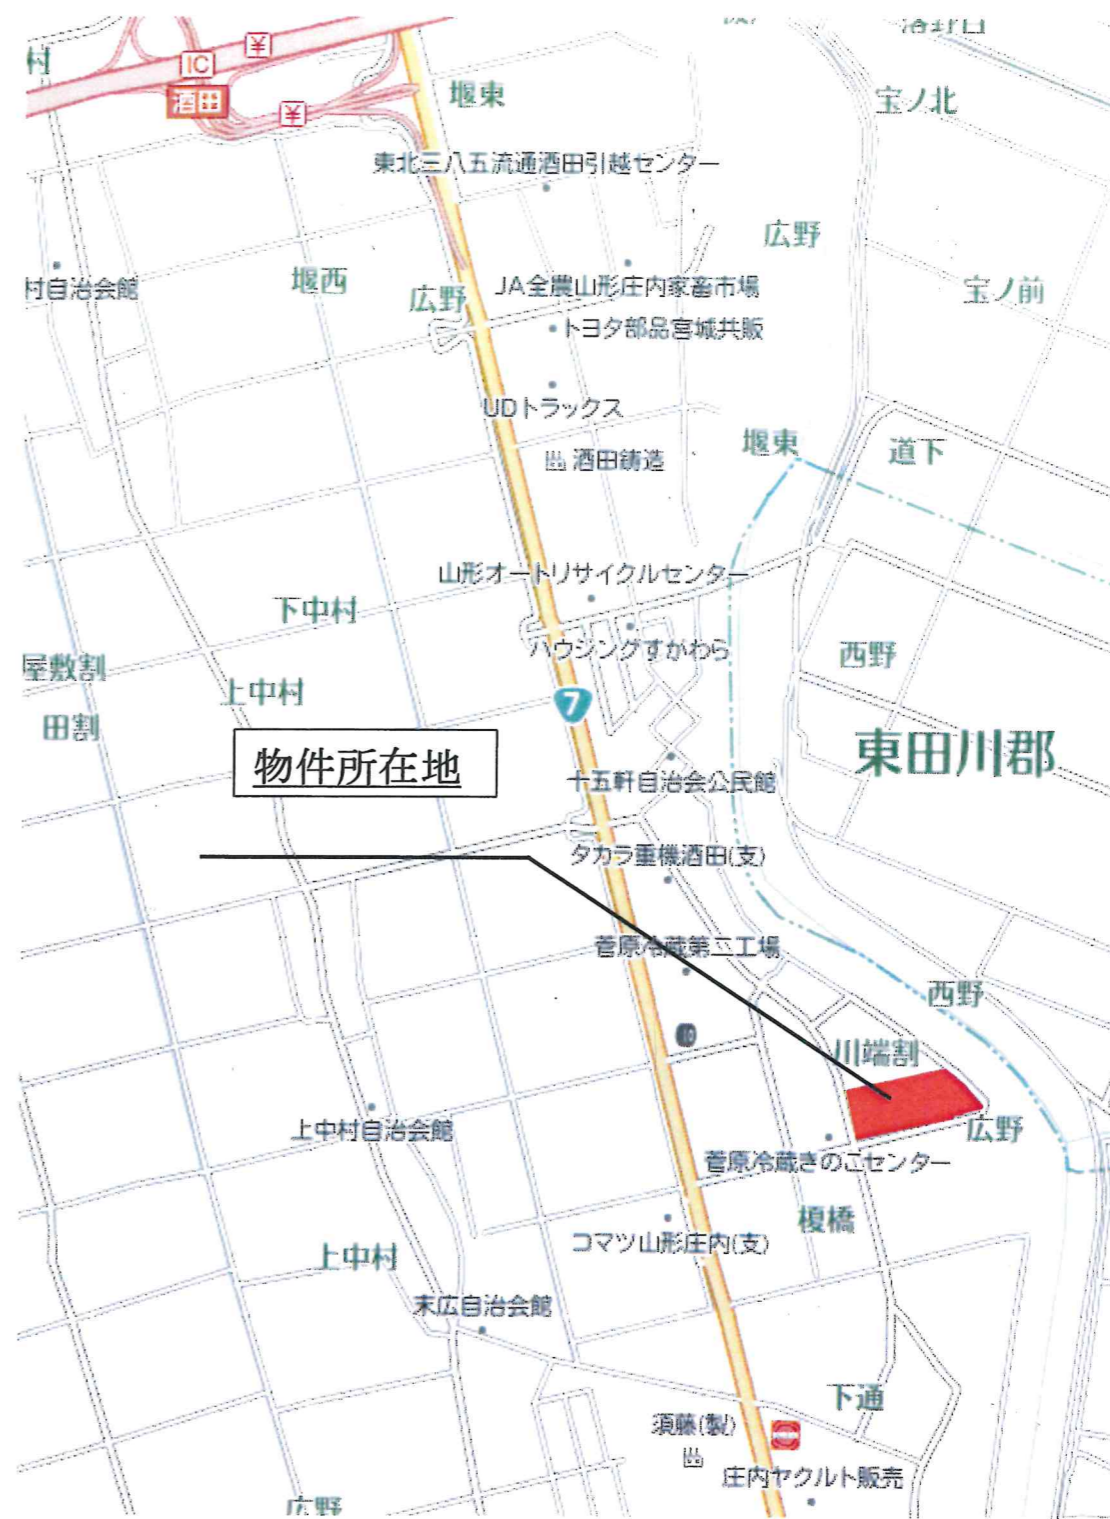 落野目
村
¥
IC
酒田
¥
堰東
宝ノ北
東北三八五流通酒田引越センター
広野
村自治会館
堰西
広野
JA全農山形庄内家畜市場
宝ノ前
トヨタ部品宮城共販
UDトラックス
酒田鋳造
堰東
道下
山形オートリサイクルセンター
下中村
ハウジングすがわら
西野
屋敷割
上中村
田割
7
物件所在地
東田川郡
十五軒自治会公民館
タカラ重機酒田(支)
菅原冷蔵第二工場
西野
川端割
上中村自治会館
広野
菅原冷蔵きのこセンター
榎橋
コマツ山形庄内(支)
上中村
末広自治会館
下通
須藤(製)
庄内ヤクルト販売
広野